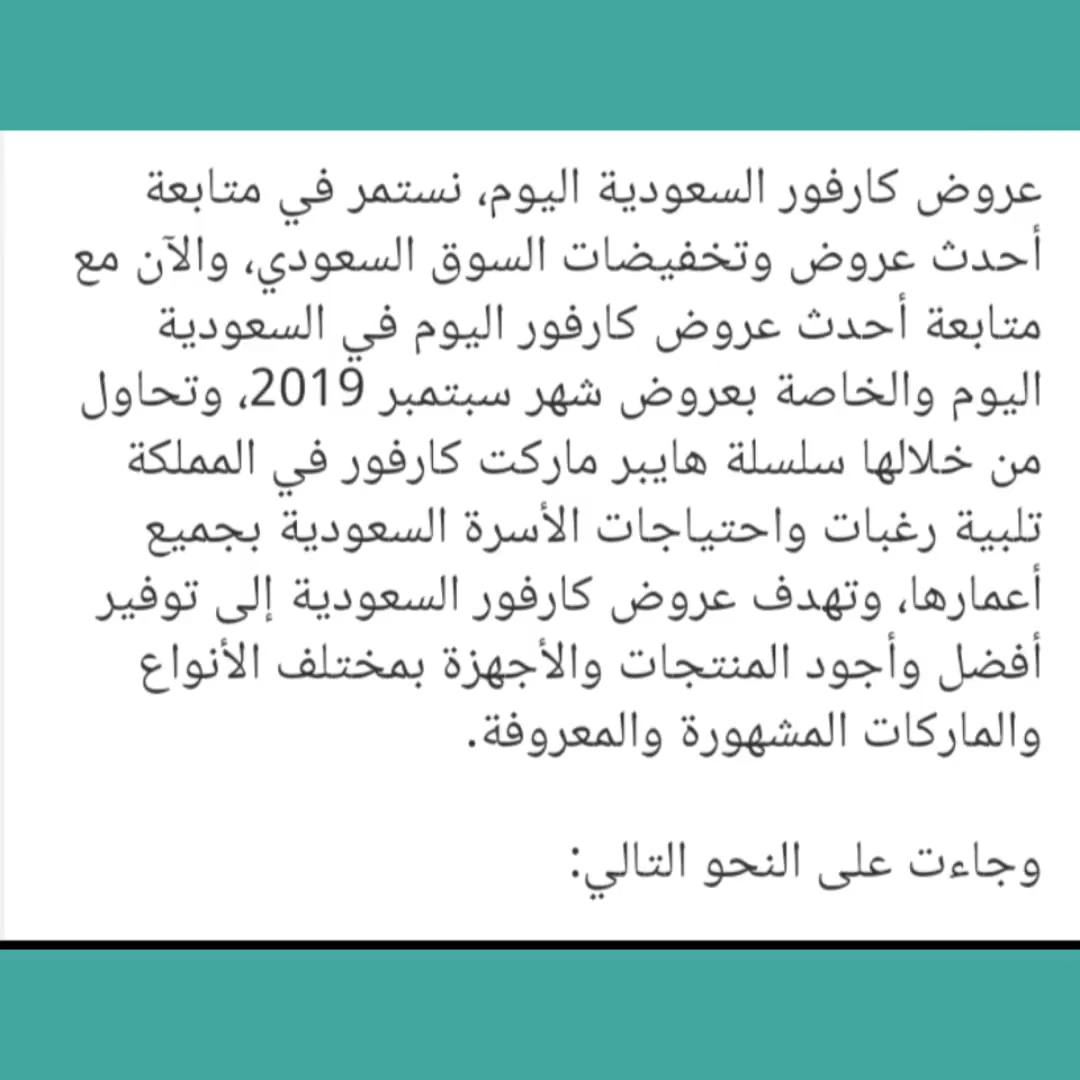 عروض كارفور السعودية اليوم، نستمر في متابعة
أحدث عروض وتخفيضات السوق السعودي، والآن مع
متابعة أحدث عروض كارفور اليوم في السعودية
اليوم والخاصة بعروض شهر سبتمبر 2019، وتحاول
من خلالها سلسلة هايبر ماركت كارفور في المملكة
تلبية رغبات واحتياجات الأسرة السعودية بجميع
أعمارها، وتهدف عروض كارفور السعودية إلى توفير
أفضل وأجود المنتجات والأجهزة بمختلف الأنواع
والماركات المشهورة والمعروفة.
وجاءت على النحو التالي: